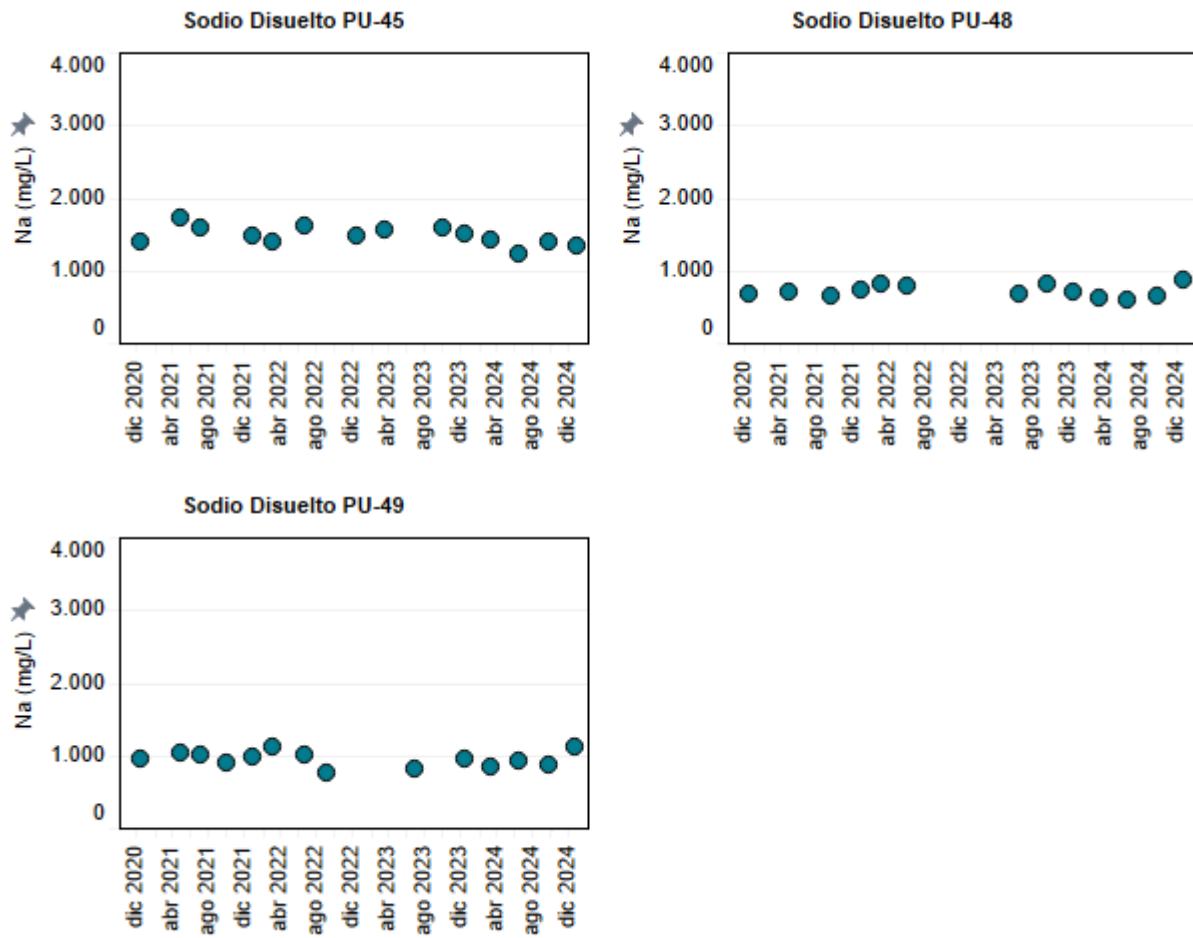 Sodio Disuelto PU-45
Na (mg/L)
4.000
3.000
2.000
1.000
0
dic 2020
abr 2021
ago 2021
dic 2021
abr 2022
ago 2022
dic 2022
abr 2023
ago 2023
dic 2023
abr 2024
ago 2024
dic 2024
Sodio Disuelto PU-48
Na (mg/L)
4.000
3.000
2.000
1.000
0
dic 2020
abr 2021
ago 2021
dic 2021
abr 2022
ago 2022
dic 2022
abr 2023
ago 2023
dic 2023
abr 2024
ago 2024
dic 2024
Sodio Disuelto PU-49
Na (mg/L)
4.000
3.000
2.000
1.000
0
dic 2020
abr 2021
ago 2021
dic 2021
abr 2022
ago 2022
dic 2022
abr 2023
ago 2023
dic 2023
abr 2024
ago 2024
dic 2024